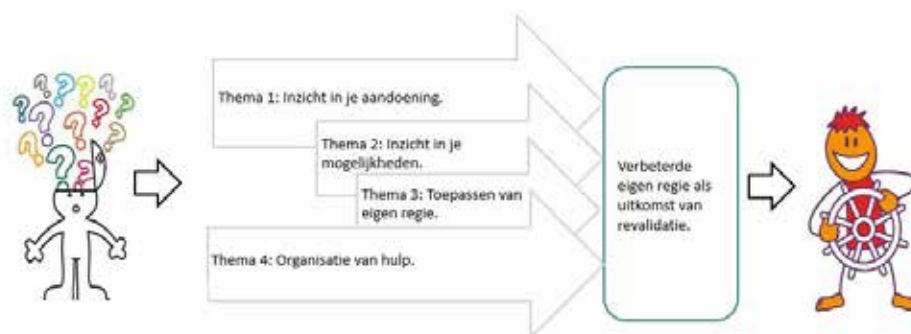 Thema 1: Inzicht in je aandoening.
Thema 2: Inzicht in je
mogelijkheden.
Thema 3: Toepassen van
eigen regie.
Thema 4: Organisatie van hulp.
Verbeterde
eigen regie als
uitkomst van
revalidatie.